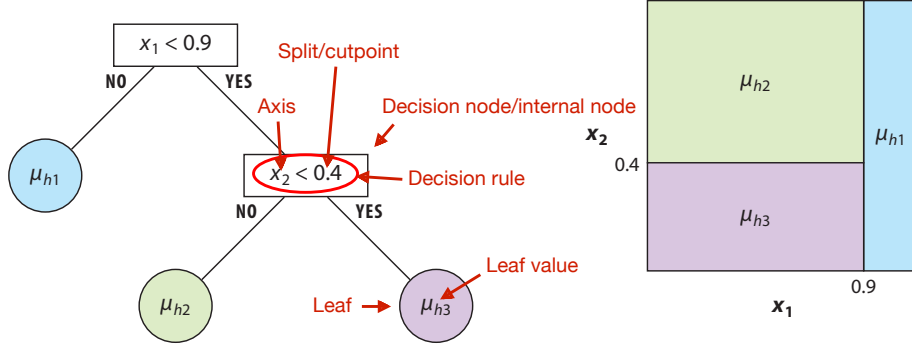 x₁ < 0.9
Split/cutpoint
NO
YES
Axis
Decision node/internal node
μₕ₁
x₂ < 0.4
Decision rule
NO
YES
Leaf value
μₕ₂
Leaf
μₕ₃
μₕ₂
μₕ₁
x₂
0.4
μₕ₃
0.9
x₁